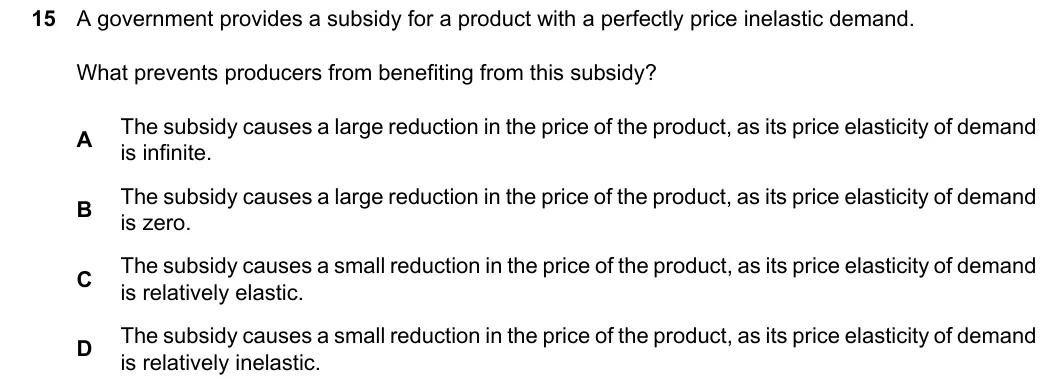 15 A government provides a subsidy for a product with a perfectly price inelastic demand.
What prevents producers from benefiting from this subsidy?
A The subsidy causes a large reduction in the price of the product, as its price elasticity of demand
is infinite.
B The subsidy causes a large reduction in the price of the product, as its price elasticity of demand
is zero.
C The subsidy causes a small reduction in the price of the product, as its price elasticity of demand
is relatively elastic.
D The subsidy causes a small reduction in the price of the product, as its price elasticity of demand
is relatively inelastic.